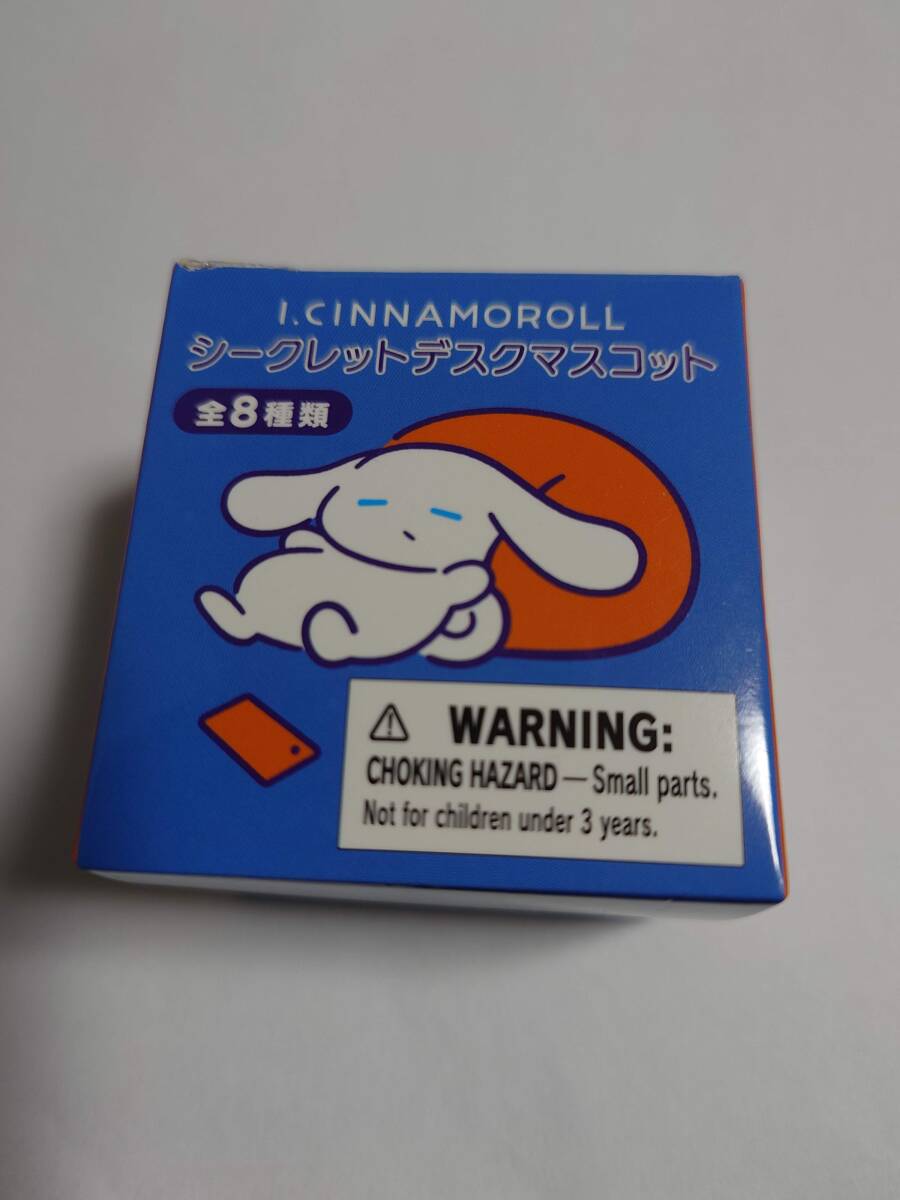 I.CINNAMOROLL
シークレットデスクマスコット
全8種類
⚠ WARNING:
CHOKING HAZARD — Small parts.
Not for children under 3 years.